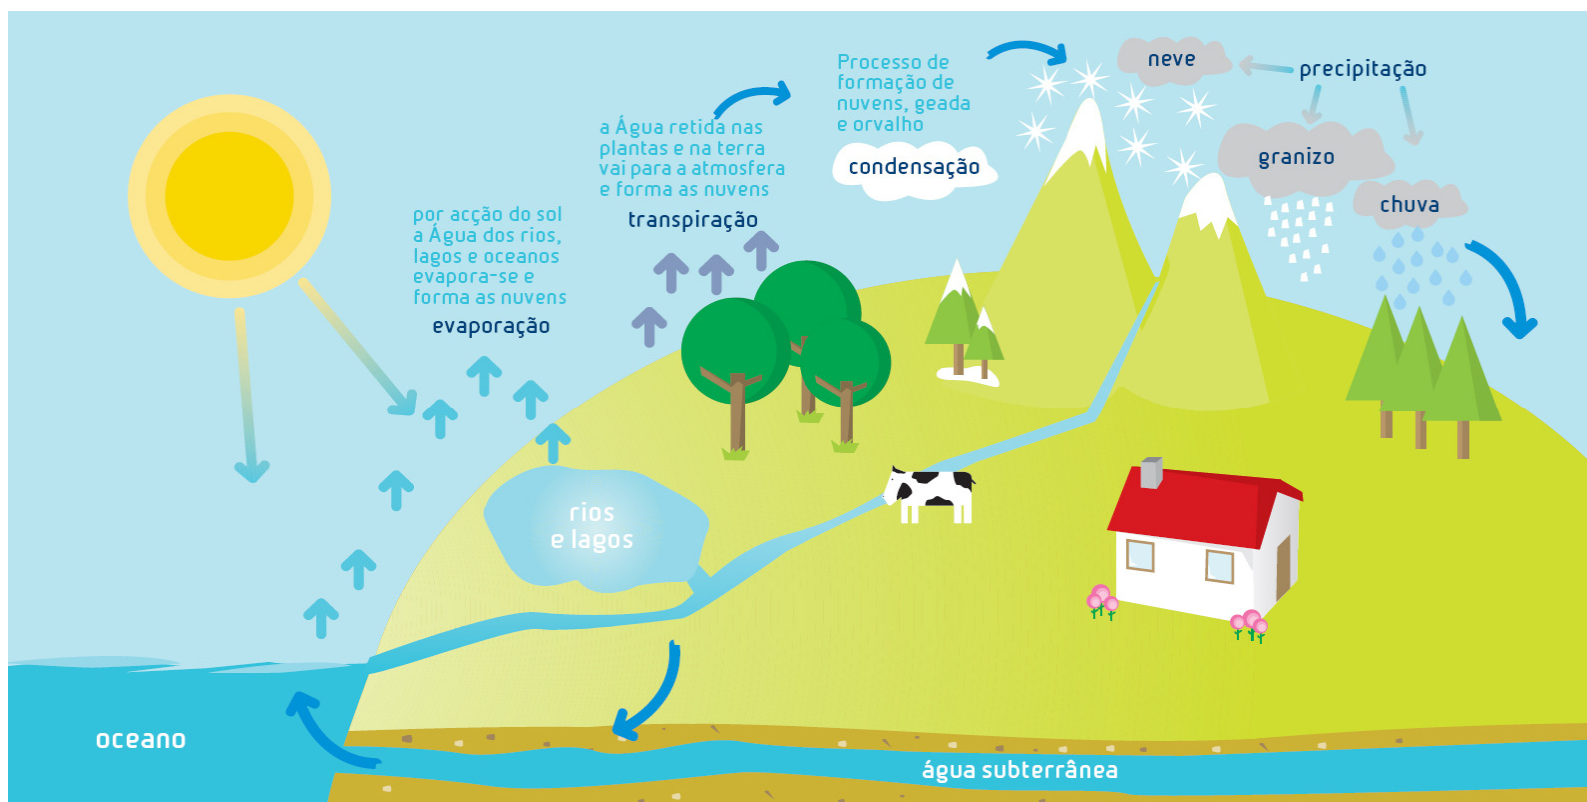 por acção do sol
a Água dos rios,
lagos e oceanos
evapora-se e
forma as nuvens
evaporação
a Água retida nas
plantas e na terra
vai para a atmosfera
e forma as nuvens
transpiração
Processo de
formação de
nuvens, geada
e orvalho
condensação
neve
precipitação
granizo
chuva
rios
e lagos
oceano
água subterrânea